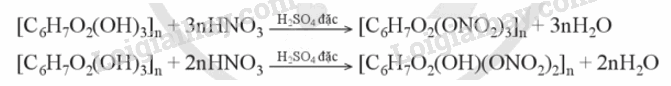 [C₆H₇O₂(OH)₃]ₙ + 3nHNO₃ H₂SO₄ đặc → [C₆H₇O₂(ONO₂)₃]ₙ + 3nH₂O
[C₆H₇O₂(OH)₃]ₙ + 2nHNO₃ H₂SO₄ đặc → [C₆H₇O₂(OH)(ONO₂)₂]ₙ + 2nH₂O